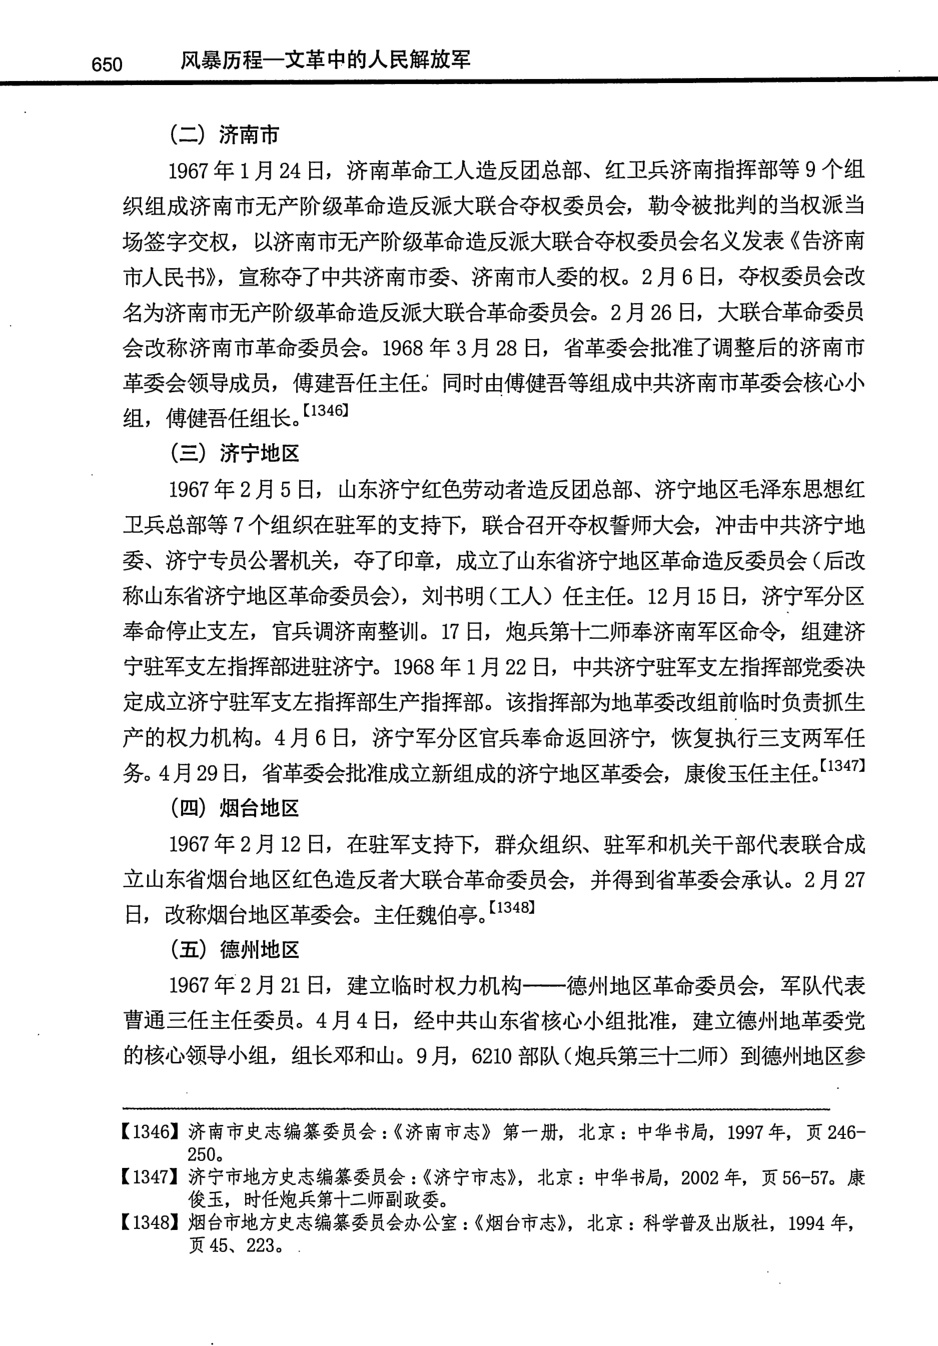 650 风暴历程—文革中的人民解放军
(二) 济南市
1967年1月24日，济南革命工人造反团总部、红卫兵济南指挥部等9个组
织组成济南市无产阶级革命造反派大联合夺权委员会，勒令被批判的当权派当
场签字交权，以济南市无产阶级革命造反派大联合夺权委员会名义发表《告济南
市人民书》，宣称夺了中共济南市委、济南市人委的权。2月6日，夺权委员会改
名为济南市无产阶级革命造反派大联合革命委员会。2月26日，大联合革命委员
会改称济南市革命委员会。1968年3月28日，省革委会批准了调整后的济南市
革委会领导成员，傅建吾任主任。同时由傅健吾等组成中共济南市革委会核心小
组，傅健吾任组长。【1346】
(三) 济宁地区
1967年2月5日，山东济宁红色劳动者造反团总部、济宁地区毛泽东思想红
卫兵总部等7个组织在驻军的支持下，联合召开夺权誓师大会，冲击中共济宁地
委、济宁专员公署机关，夺了印章，成立了山东省济宁地区革命造反委员会（后改
称山东省济宁地区革命委员会），刘书明（工人）任主任。12月15日，济宁军分区
奉命停止支左，官兵调济南整训。17日，炮兵第十二师奉济南军区命令，组建济
宁驻军支左指挥部进驻济宁。1968年1月22日，中共济宁驻军支左指挥部党委决
定成立济宁驻军支左指挥部生产指挥部。该指挥部为地革委改组前临时负责抓生
产的权力机构。4月6日，济宁军分区官兵奉命返回济宁，恢复执行三支两军任
务。4月29日，省革委会批准成立新组成的济宁地区革委会，康俊玉任主任。【1347】
(四) 烟台地区
1967年2月12日，在驻军支持下，群众组织、驻军和机关干部代表联合成
立山东省烟台地区红色造反者大联合革命委员会，并得到省革委会承认。2月27
日，改称烟台地区革委会。主任魏伯亭。【1348】
(五) 德州地区
1967年2月21日，建立临时权力机构——德州地区革命委员会，军队代表
曹通三任主任委员。4月4日，经中共山东省核心小组批准，建立德州地革委党
的核心领导小组，组长邓和山。9月，6210部队（炮兵第三十二师）到德州地区参
【1346】济南市史志编纂委员会：《济南市志》第一册，北京：中华书局，1997年，页246-
250。
【1347】济宁市地方史志编纂委员会：《济宁市志》，北京：中华书局，2002年，页56-57。康
俊玉，时任炮兵第十二师副政委。
【1348】烟台市地方史志编纂委员会办公室：《烟台市志》，北京：科学普及出版社，1994年，
页45、223。